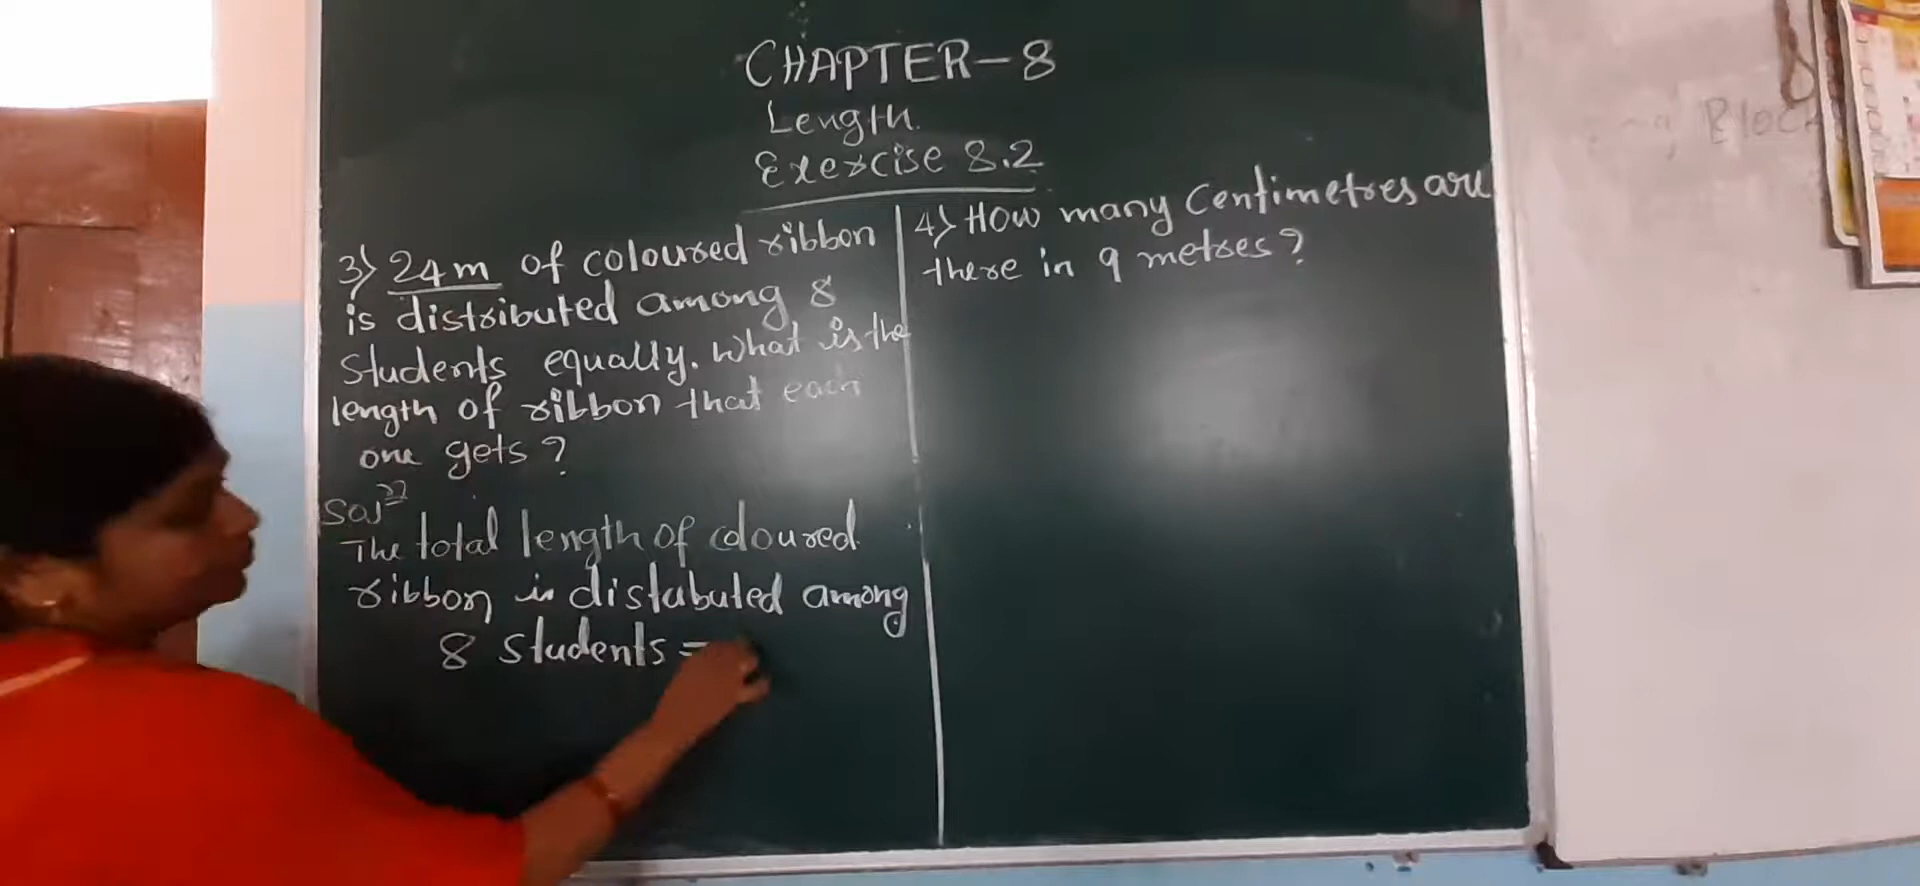 CHAPTER-8
Length.
Exercise 8.2
3) 24m of coloured ribbon
is distributed among 8
students equally. What is the
length of ribbon that each
one gets?
Sol
The total length of coloured
ribbon is distabuted among
8 students =
4) How many Centimetres are
there in 9 metres?
Block